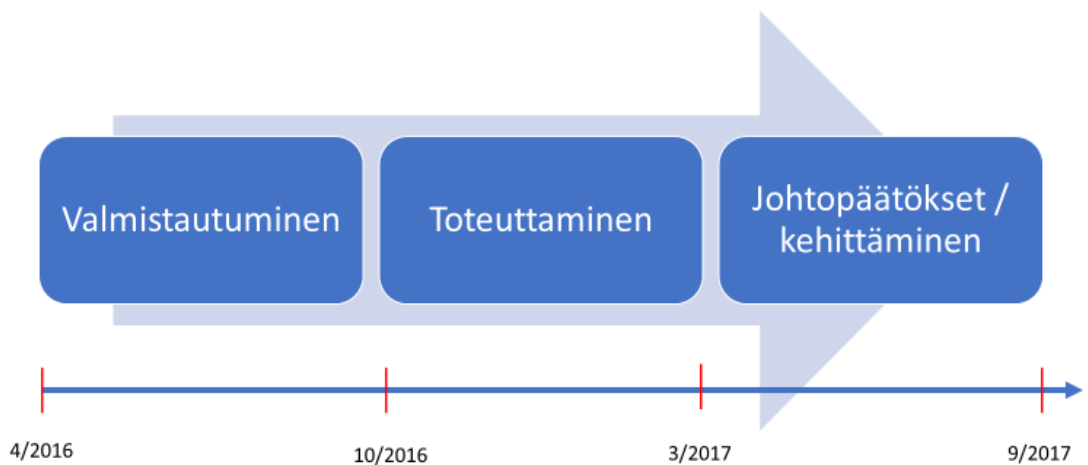 Valmistautuminen
Toteuttaminen
Johtopäätökset /
kehittäminen
4/2016
10/2016
3/2017
9/2017